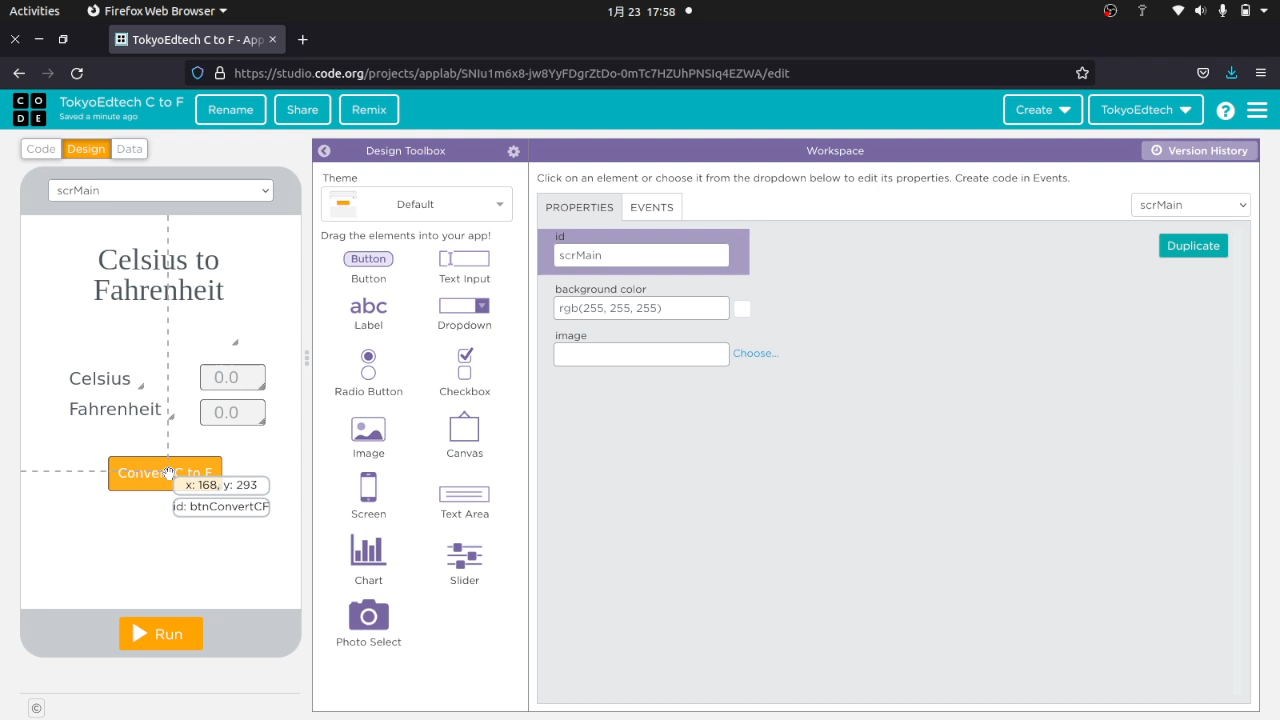 Activities
Firefox Web Browser
1月 23 17:58
TokyoEdtech C to F - App
https://studio.code.org/projects/applab/SNIu1m6x8-jw8YyFDgrZtDo-0mTc7HZUhPNSIq4EZWA/edit
C O D E
TokyoEdtech C to F
Saved a minute ago
Rename
Share
Remix
Create
TokyoEdtech
?
Code
Design
Data
Design Toolbox
Workspace
Version History
scrMain
Celsius to
Fahrenheit
Celsius
0.0
Fahrenheit
0.0
Convert C to F
x: 168, y: 293
id: btnConvertCF
Run
©
Theme
Default
Drag the elements into your app!
Button
Button
Text Input
abc
Label
Dropdown
Radio Button
Checkbox
Image
Canvas
Screen
Text Area
Chart
Slider
Photo Select
Click on an element or choose it from the dropdown below to edit its properties. Create code in Events.
PROPERTIES
EVENTS
scrMain
id
scrMain
Duplicate
background color
rgb(255, 255, 255)
image
Choose...